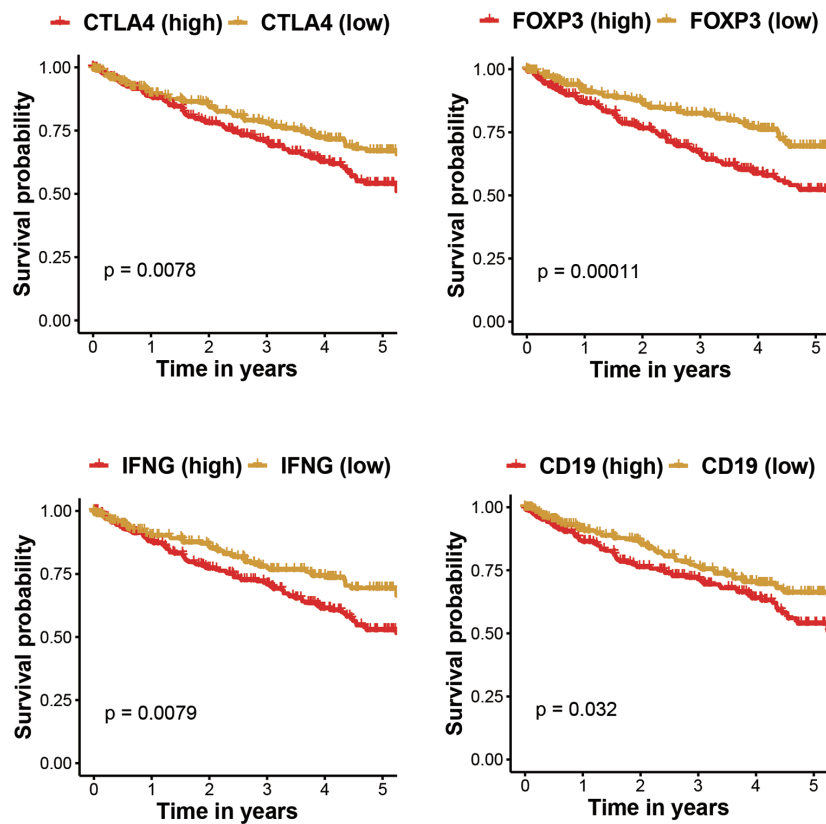 CTLA4 (high) CTLA4 (low)
Survival probability
1.00
0.75
0.50
0.25
0.00
p = 0.0078
0 1 2 3 4 5
Time in years
FOXP3 (high) FOXP3 (low)
Survival probability
1.00
0.75
0.50
0.25
0.00
p = 0.00011
0 1 2 3 4 5
Time in years
IFNG (high) IFNG (low)
Survival probability
1.00
0.75
0.50
0.25
0.00
p = 0.0079
0 1 2 3 4 5
Time in years
CD19 (high) CD19 (low)
Survival probability
1.00
0.75
0.50
0.25
0.00
p = 0.032
0 1 2 3 4 5
Time in years